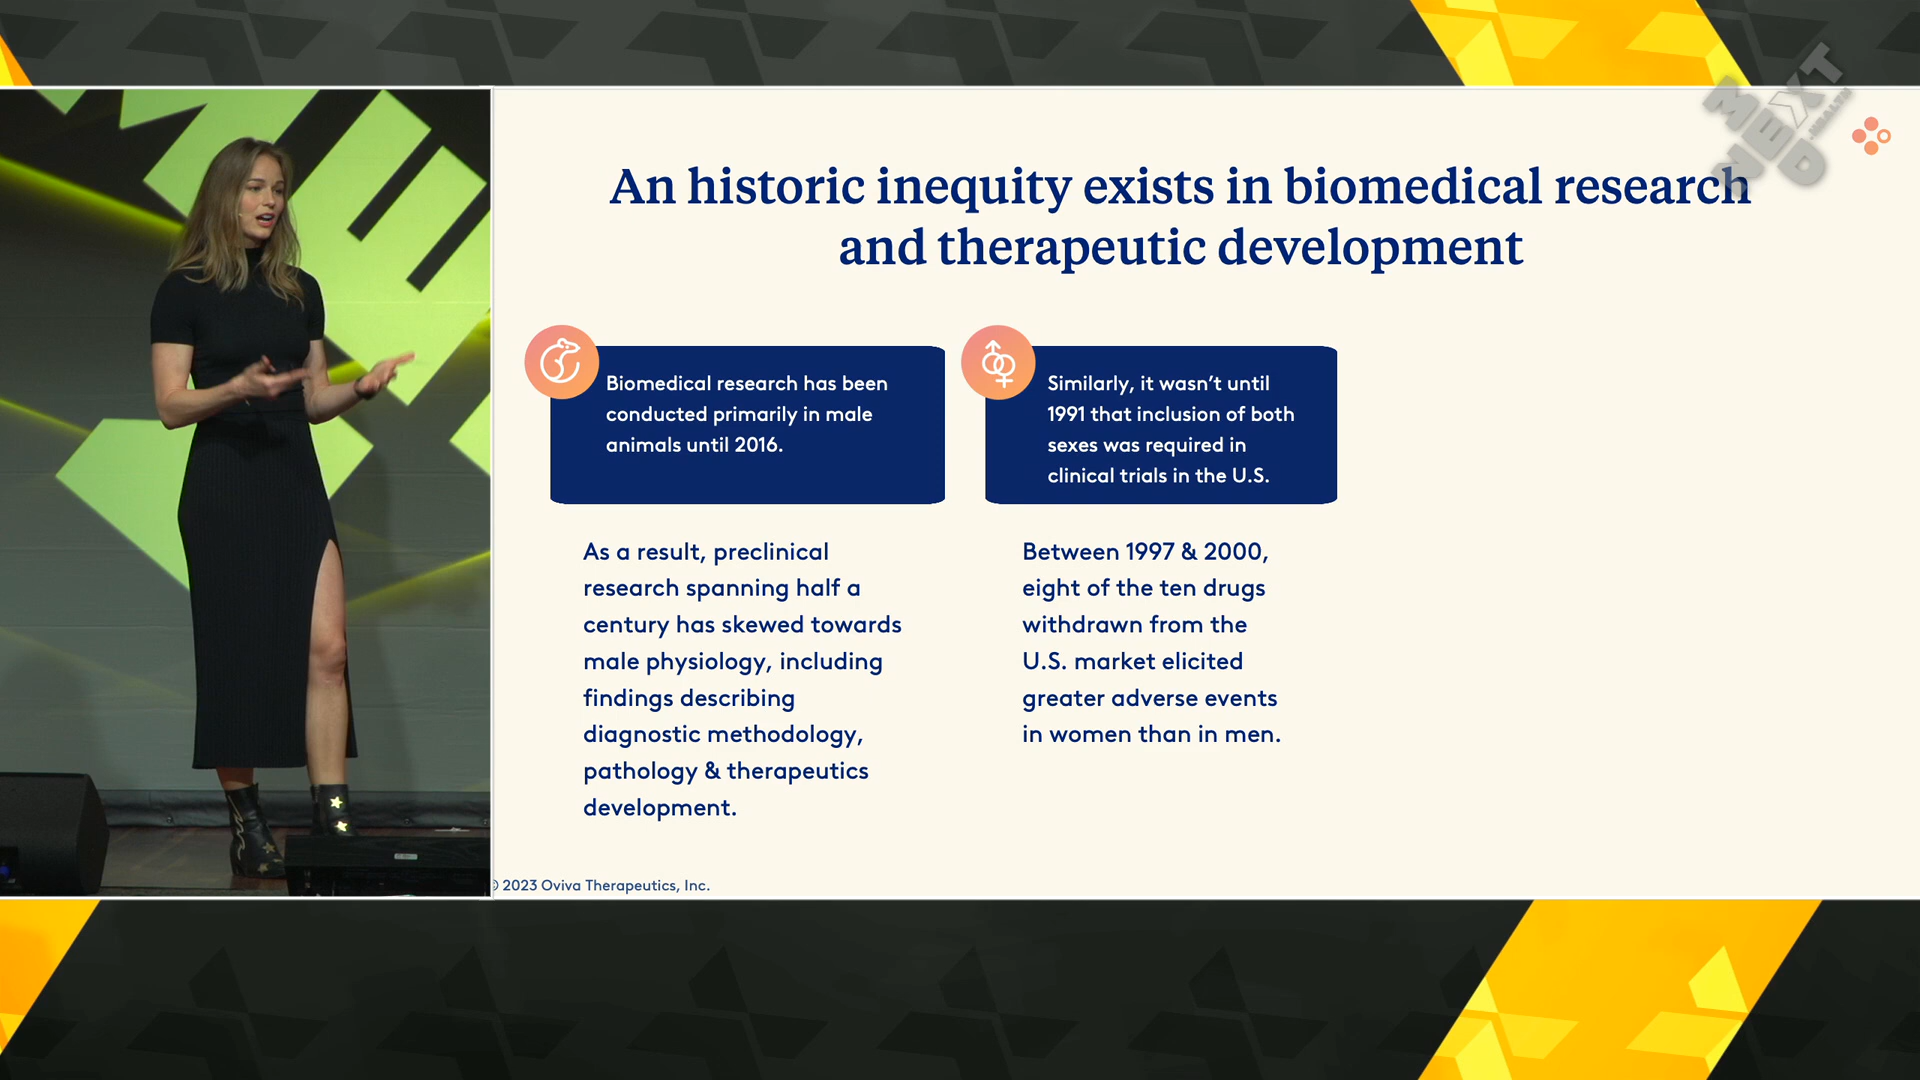 MED
NEXT
.HEALTH
An historic inequity exists in biomedical research
and therapeutic development
Biomedical research has been
conducted primarily in male
animals until 2016.
Similarly, it wasn’t until
1991 that inclusion of both
sexes was required in
clinical trials in the U.S.
As a result, preclinical
research spanning half a
century has skewed towards
male physiology, including
findings describing
diagnostic methodology,
pathology & therapeutics
development.
Between 1997 & 2000,
eight of the ten drugs
withdrawn from the
U.S. market elicited
greater adverse events
in women than in men.
© 2023 Oviva Therapeutics, Inc.